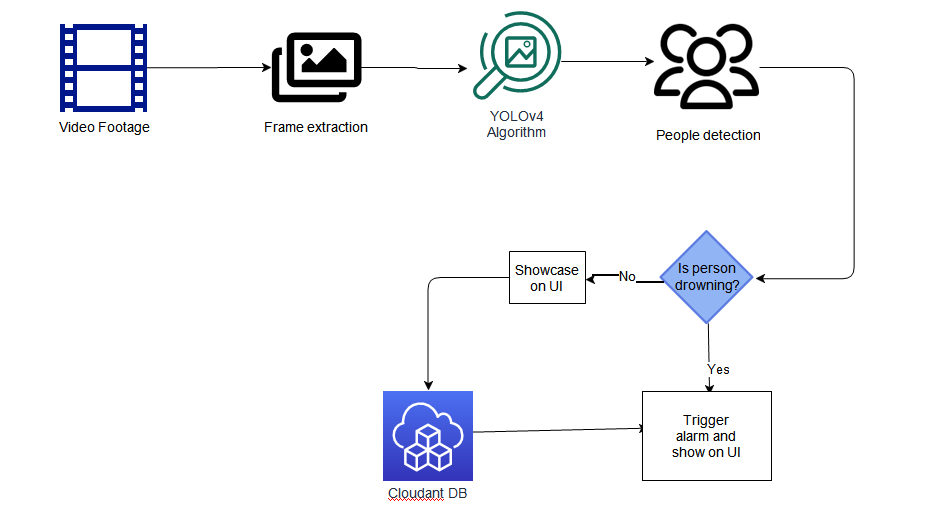 Video Footage
Frame extraction
YOLOv4
Algorithm
People detection
Is person
drowning?
No
Showcase
on UI
Yes
Trigger
alarm and
show on UI
Cloudant DB